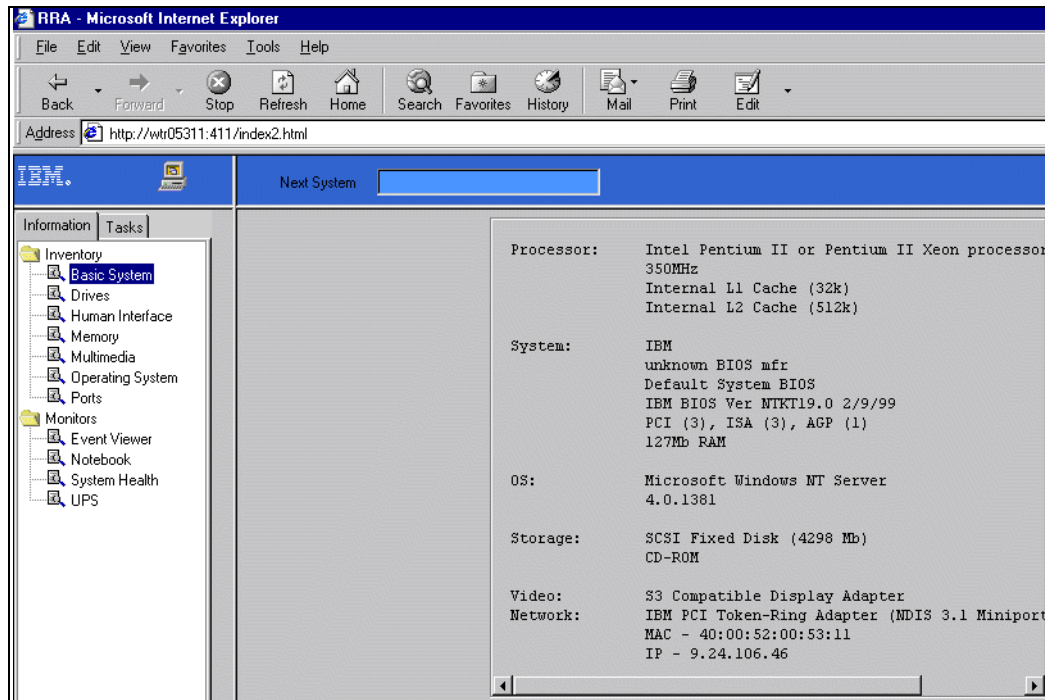 RRA - Microsoft Internet Explorer
File Edit View Favorites Tools Help
Back Forward Stop Refresh Home Search Favorites History Mail Print Edit
Address http://wtr05311:411/index2.html
IBM.
Next System
Information Tasks
Inventory
Basic System
Drives
Human Interface
Memory
Multimedia
Operating System
Ports
Monitors
Event Viewer
Notebook
System Health
UPS
Processor: Intel Pentium II or Pentium II Xeon processor
350MHz
Internal L1 Cache (32k)
Internal L2 Cache (512k)
System: IBM
unknown BIOS mfr
Default System BIOS
IBM BIOS Ver NTKT19.0 2/9/99
PCI (3), ISA (3), AGP (1)
127Mb RAM
OS: Microsoft Windows NT Server
4.0.1381
Storage: SCSI Fixed Disk (4298 Mb)
CD-ROM
Video: S3 Compatible Display Adapter
Network: IBM PCI Token-Ring Adapter (NDIS 3.1 Miniport
MAC - 40:00:52:00:53:11
IP - 9.24.106.46